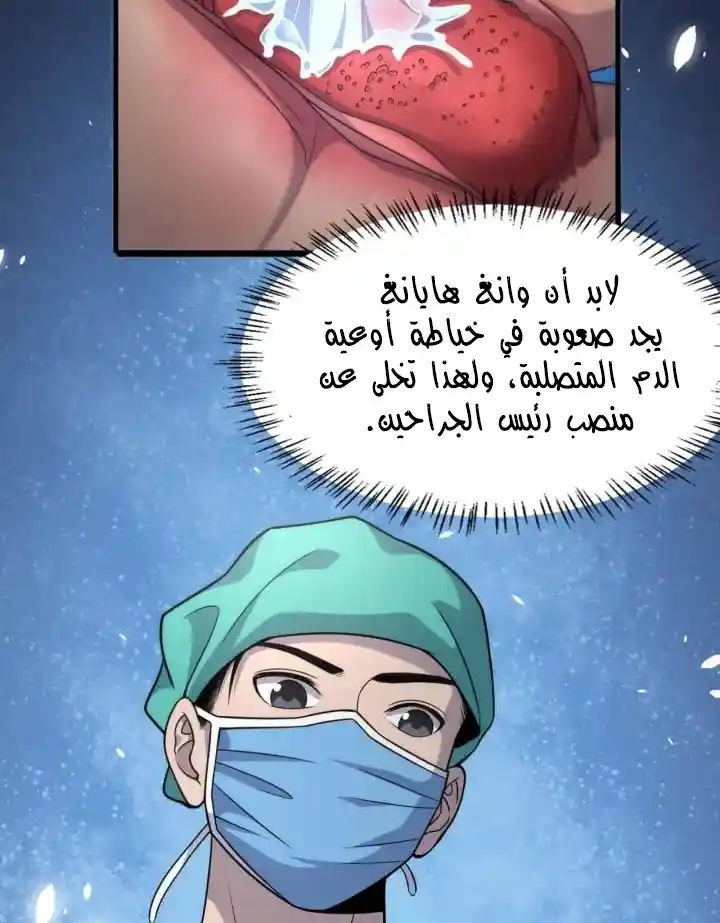 لابد أن وانغ هايانغ
يجد صعوبة في خياطة أوعية
الدم المتصلبة، ولهذا تخلى عن
منصب رئيس الجراحين.